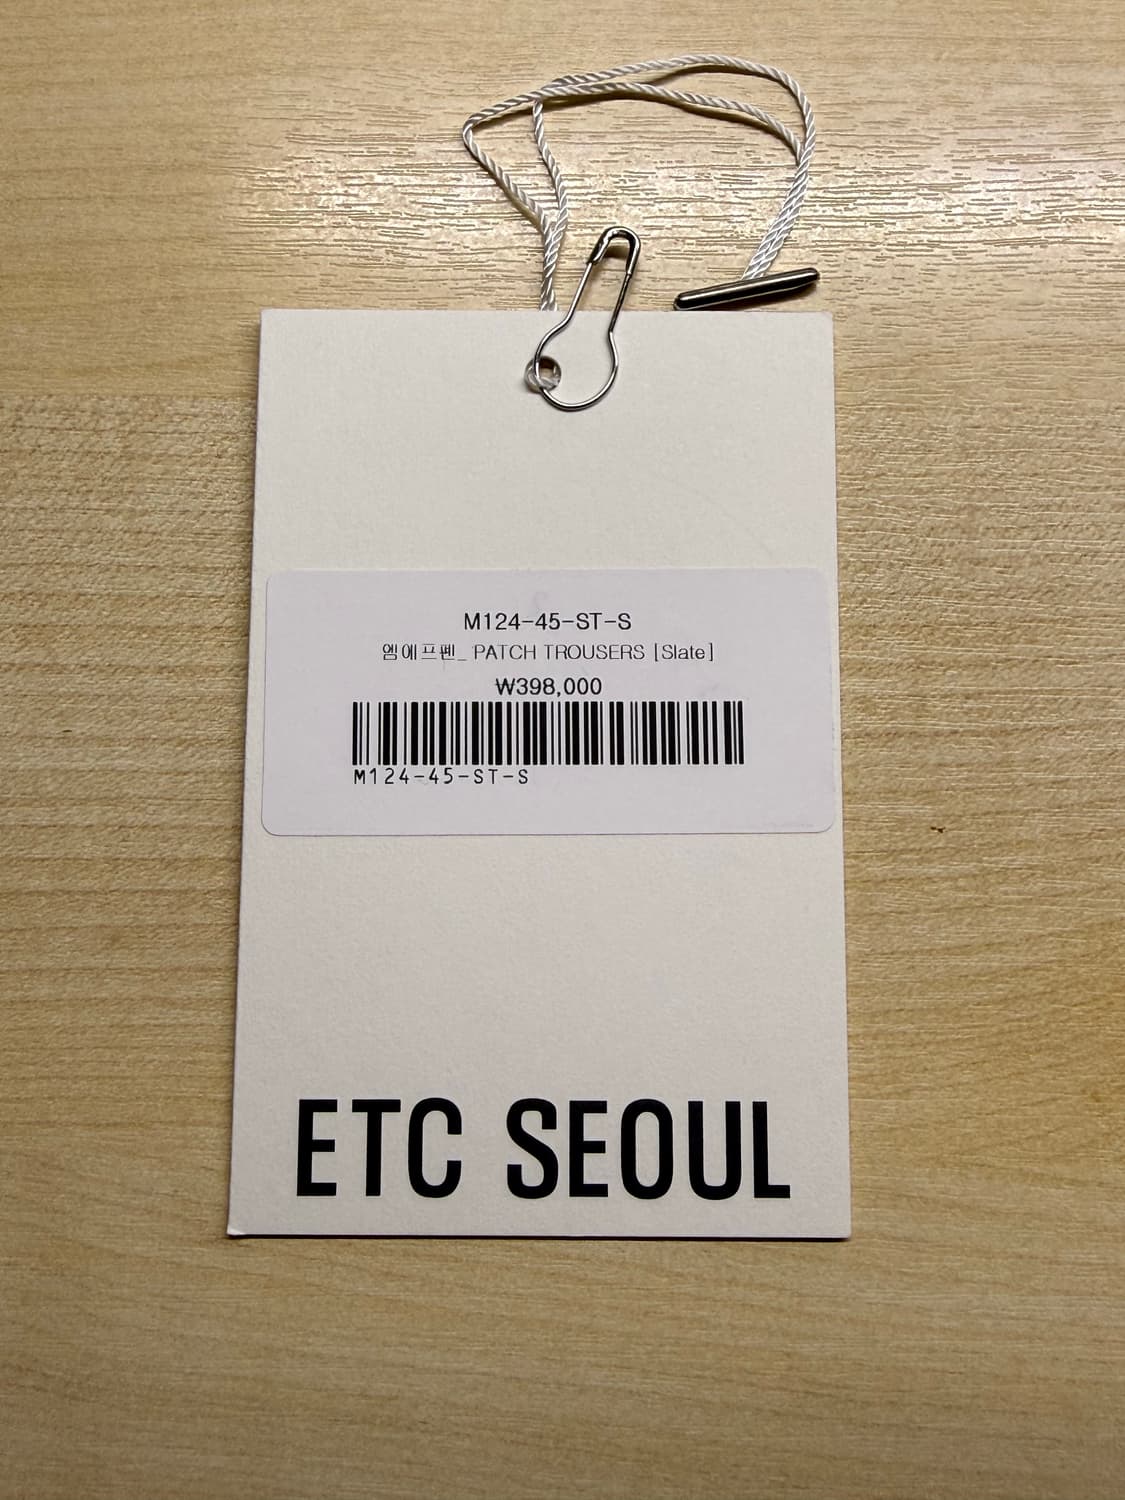 M124-45-ST-S
엠에프펜_ PATCH TROUSERS [Slate]
₩398,000
M124-45-ST-S
ETC SEOUL